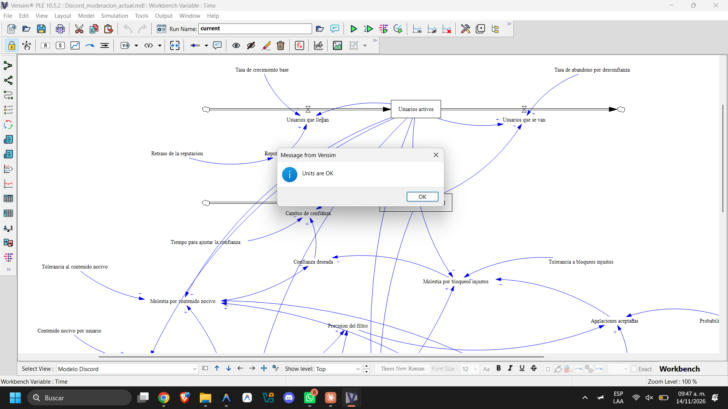 Vensim® PLE 10.5.2 : Discord_moderacion_actual.mdl : Workbench Variable : Time
File Edit View Layout Model Simulation Tools Output Window Help
Run Name: current
Tasa de crecimiento base
Tasa de abandono por desconfianza
Usuarios activos
Usuarios que llegan
Usuarios que se van
Retraso de la reputacion
Message from Vensim
Units are OK
OK
Cambio de confianza
Tiempo para ajustar la confianza
Confianza deseada
Tolerancia a bloqueos injustos
Tolerancia al contenido nocivo
Molestia por bloqueos injustos
Molestia por contenido nocivo
Precision del filtro
Apelaciones aceptadas
Contenido nocivo por usuario
Select View: Modelo Discord
Show level: Top
Times New Roman
Font Size: 12
B I U S
Exact
Workbench
Workbench Variable : Time
Zoom Level : 100 %
Buscar
ESP
LAA
09:47 a. m.
14/11/2026